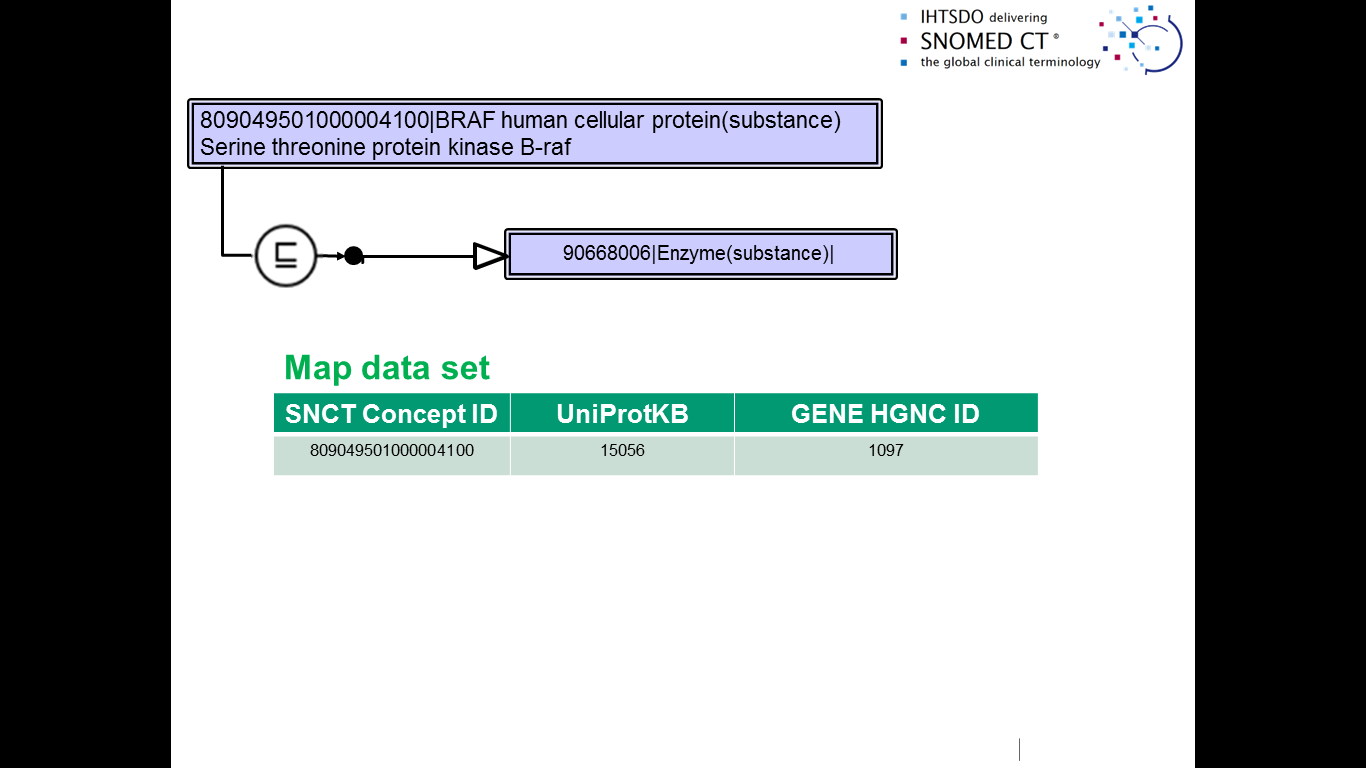 IHTSDO delivering
SNOMED CT ®
the global clinical terminology
809049501000004100|BRAF human cellular protein(substance)
Serine threonine protein kinase B-raf
⊑
90668006|Enzyme(substance)|
Map data set
SNCT Concept ID UniProtKB GENE HGNC ID
809049501000004100 15056 1097